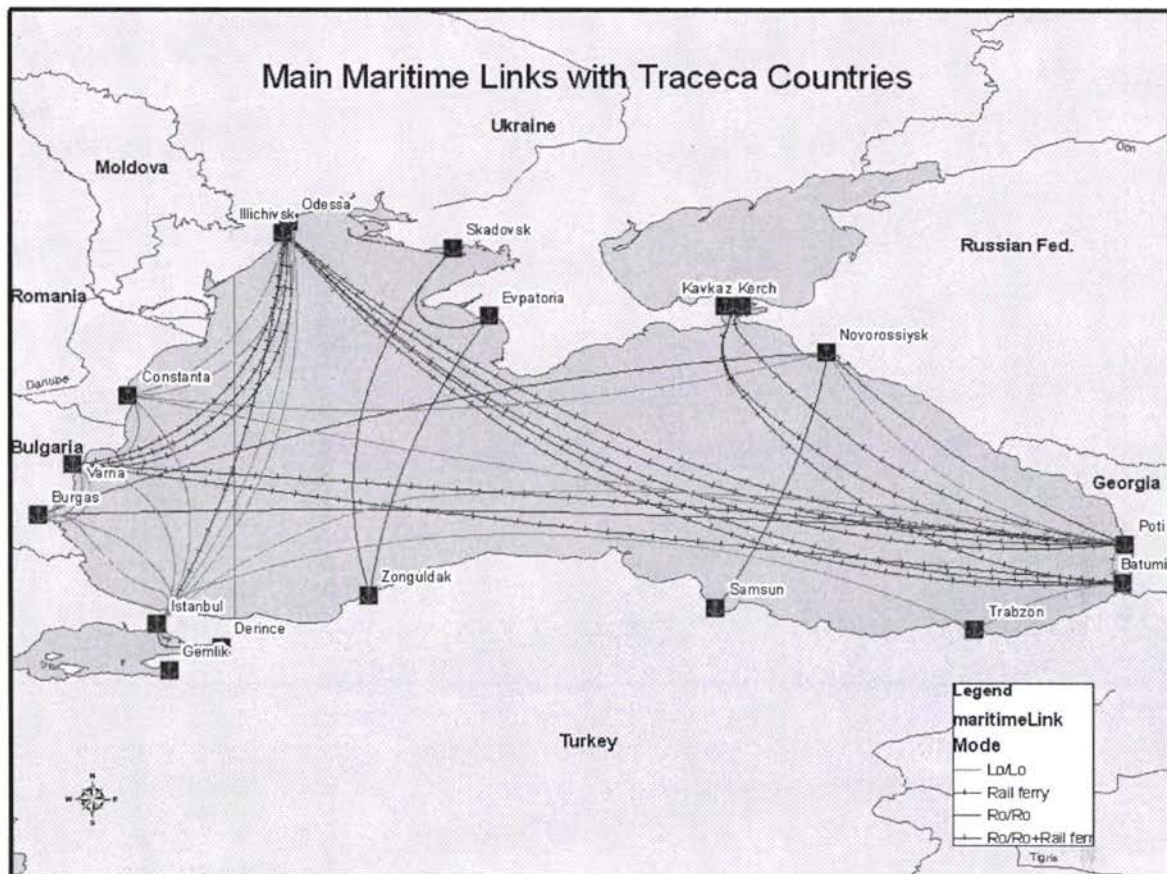 Main Maritime Links with Traceca Countries
Ukraine
Moldova
Don
Odessa
Illichivsk
Skadovsk
Russian Fed.
Romania
Kavkaz Kerch
Evpatoria
Novorossiysk
Danube
Constanta
Bulgaria
Varna
Georgia
Burgas
Poti
Batumi
Zonguldak
Samsun
Istanbul
Trabzon
Derince
Gemlik
Legend
maritimeLink
Mode
Turkey
Lo/Lo
Rail ferry
Ro/Ro
Ro/Ro+Rail ferr
Tigris
N
W
S